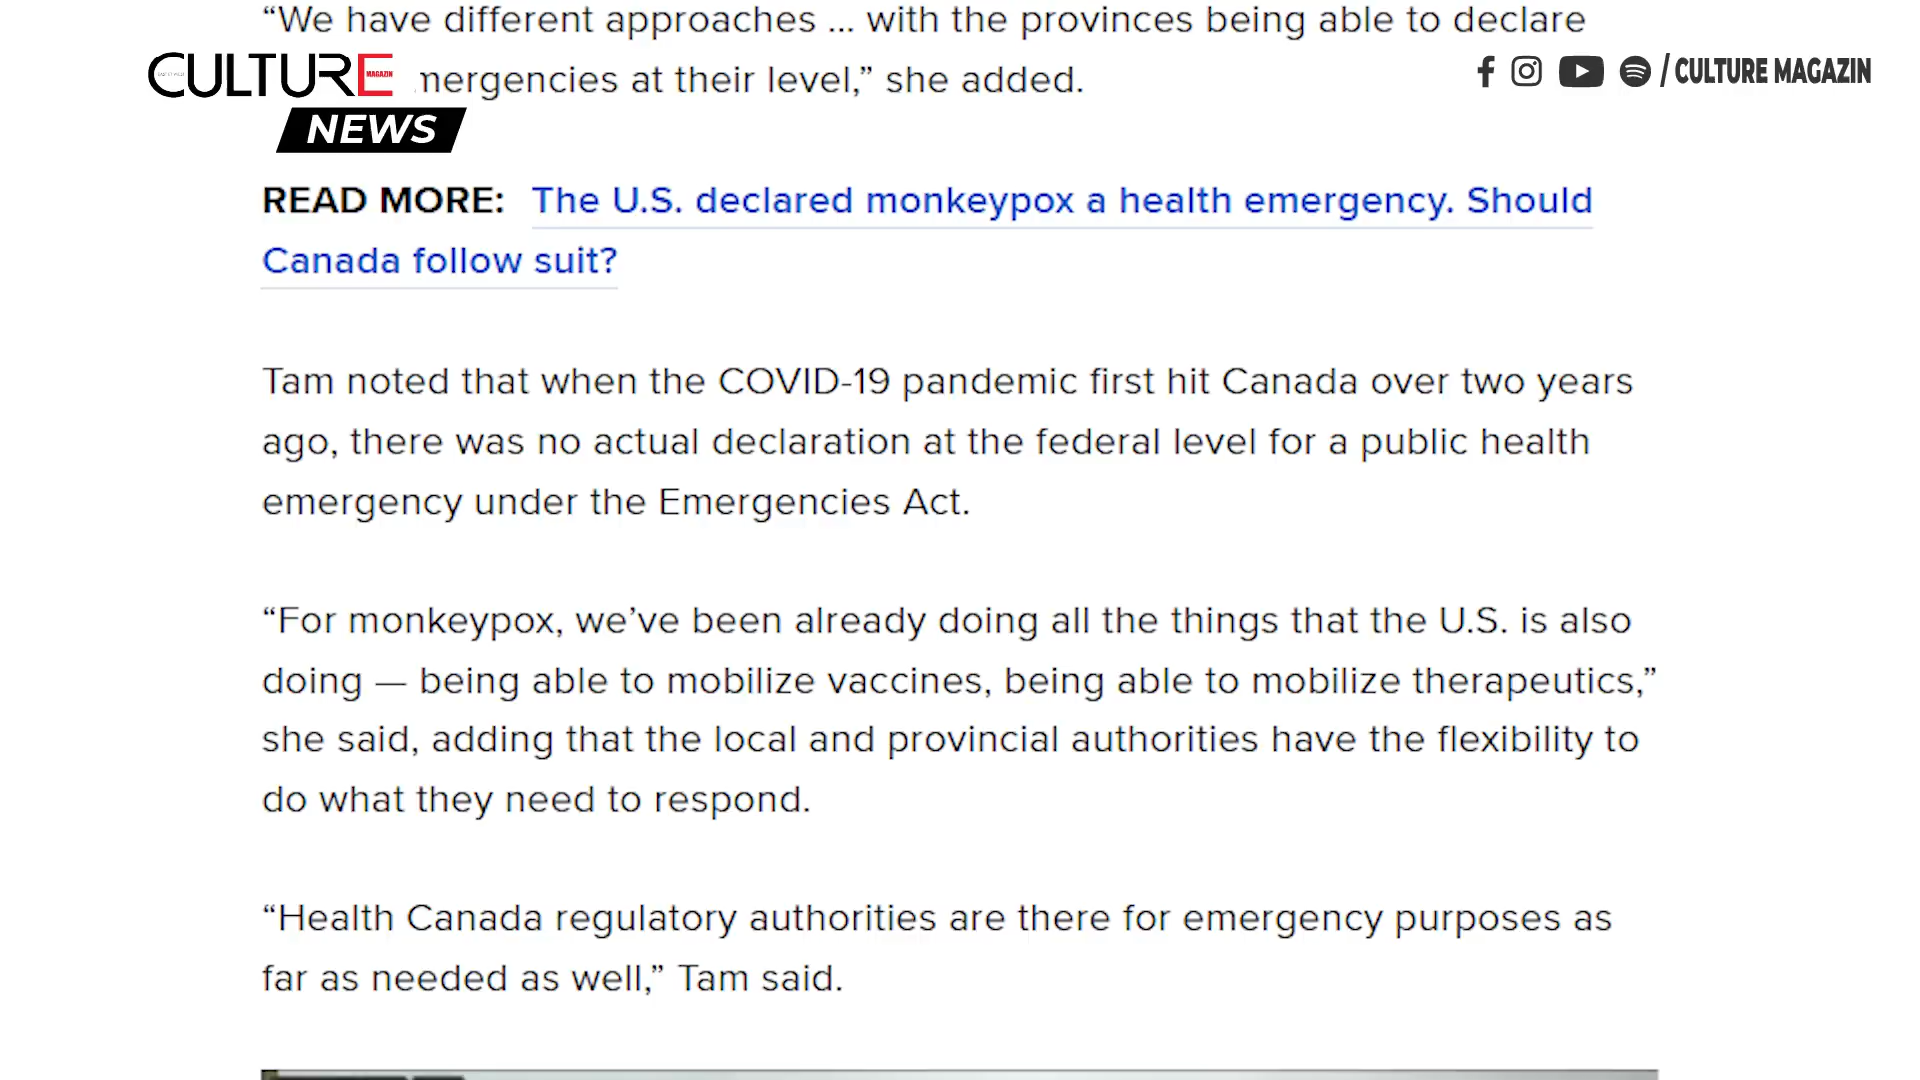 “We have different approaches ... with the provinces being able to declare
mergencies at their level,” she added.
CULTURE
MAGAZIN
NEWS
/ CULTURE MAGAZIN
READ MORE: The U.S. declared monkeypox a health emergency. Should
Canada follow suit?
Tam noted that when the COVID-19 pandemic first hit Canada over two years
ago, there was no actual declaration at the federal level for a public health
emergency under the Emergencies Act.
“For monkeypox, we’ve been already doing all the things that the U.S. is also
doing — being able to mobilize vaccines, being able to mobilize therapeutics,”
she said, adding that the local and provincial authorities have the flexibility to
do what they need to respond.
“Health Canada regulatory authorities are there for emergency purposes as
far as needed as well,” Tam said.